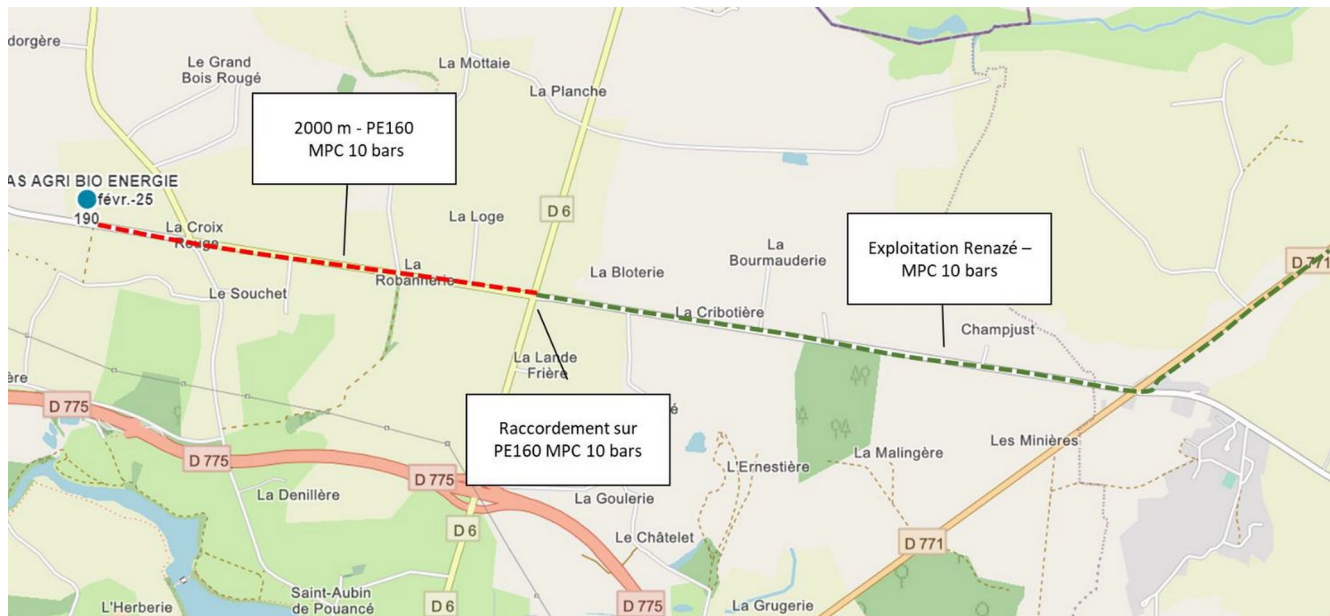 dorgère
Le Grand
Bois Rougé
La Mottaie
La Planche
2000 m - PE160
MPC 10 bars
D 771
AS AGRI BIO ENERGIE
févr.-25
190
La Croix
Rouge
La Loge
D 6
La
Bourmauderie
Exploitation Renazé –
MPC 10 bars
La Bloterie
La
Robannerie
Le Souchet
La Cribotière
Champjust
La Lande
Frière
ère
D 775
Raccordement sur
PE160 MPC 10 bars
é
Les Minières
D 775
La Malingère
L'Ernestière
D 775
La Denillère
La Goulerie
D 6
Le Châtelet
D 771
Saint-Aubin
de Pouancé
L'Herberie
D 6
D 775
La Grugerie